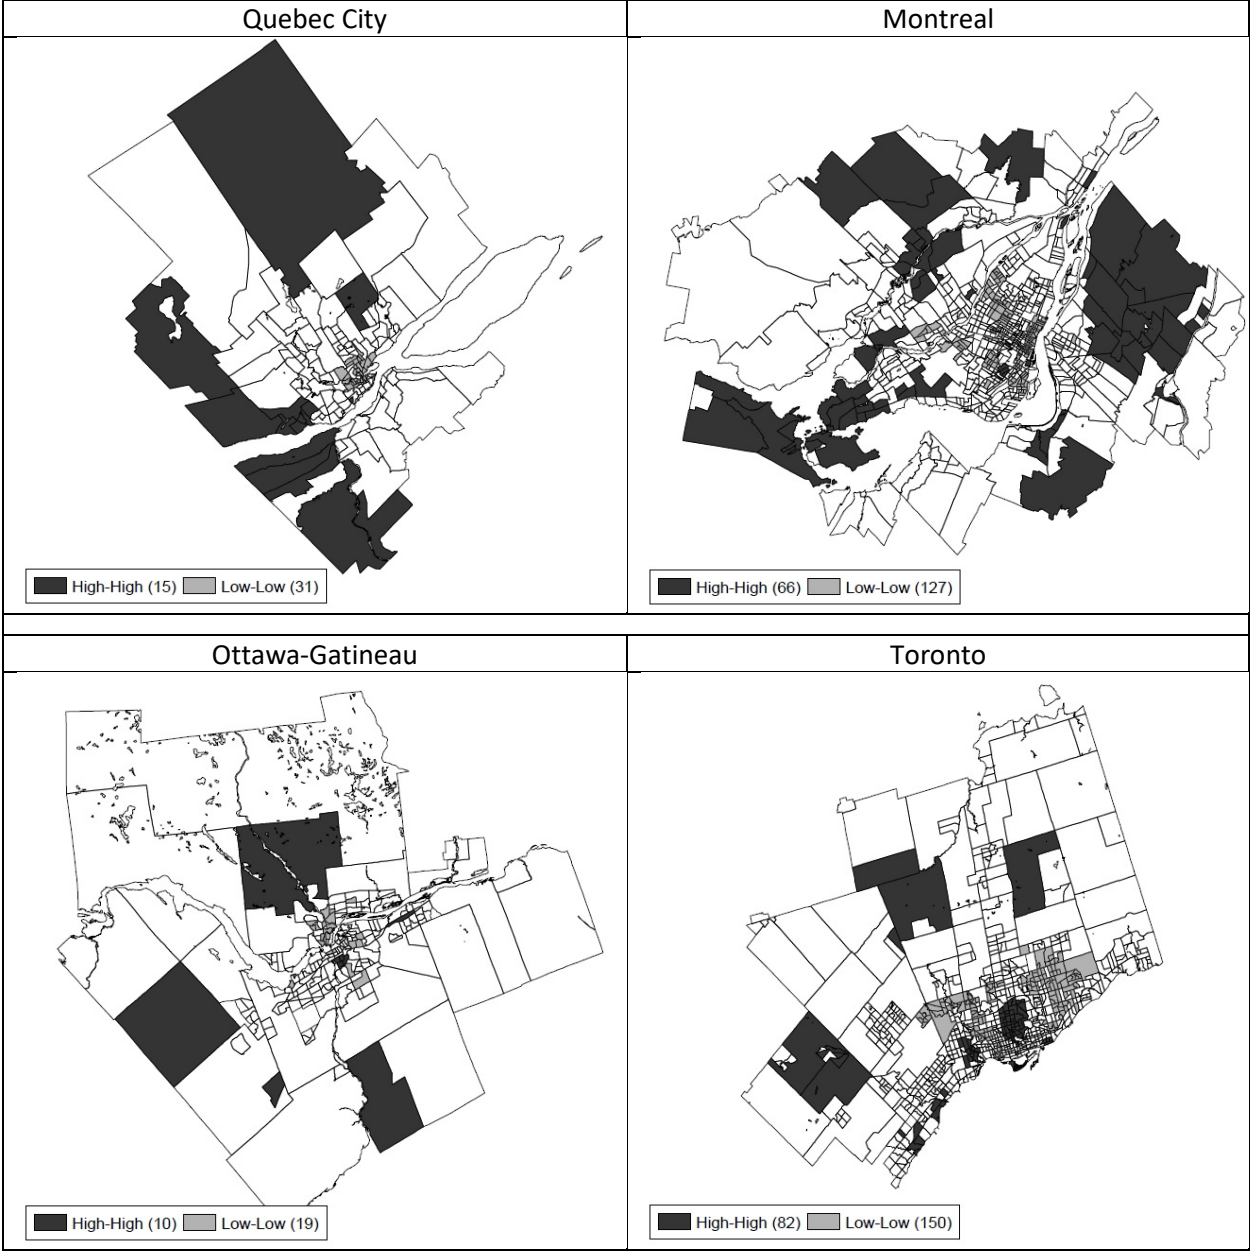 Quebec City
Montreal
High-High (15) Low-Low (31)
High-High (66) Low-Low (127)
Ottawa-Gatineau
Toronto
High-High (10) Low-Low (19)
High-High (82) Low-Low (150)